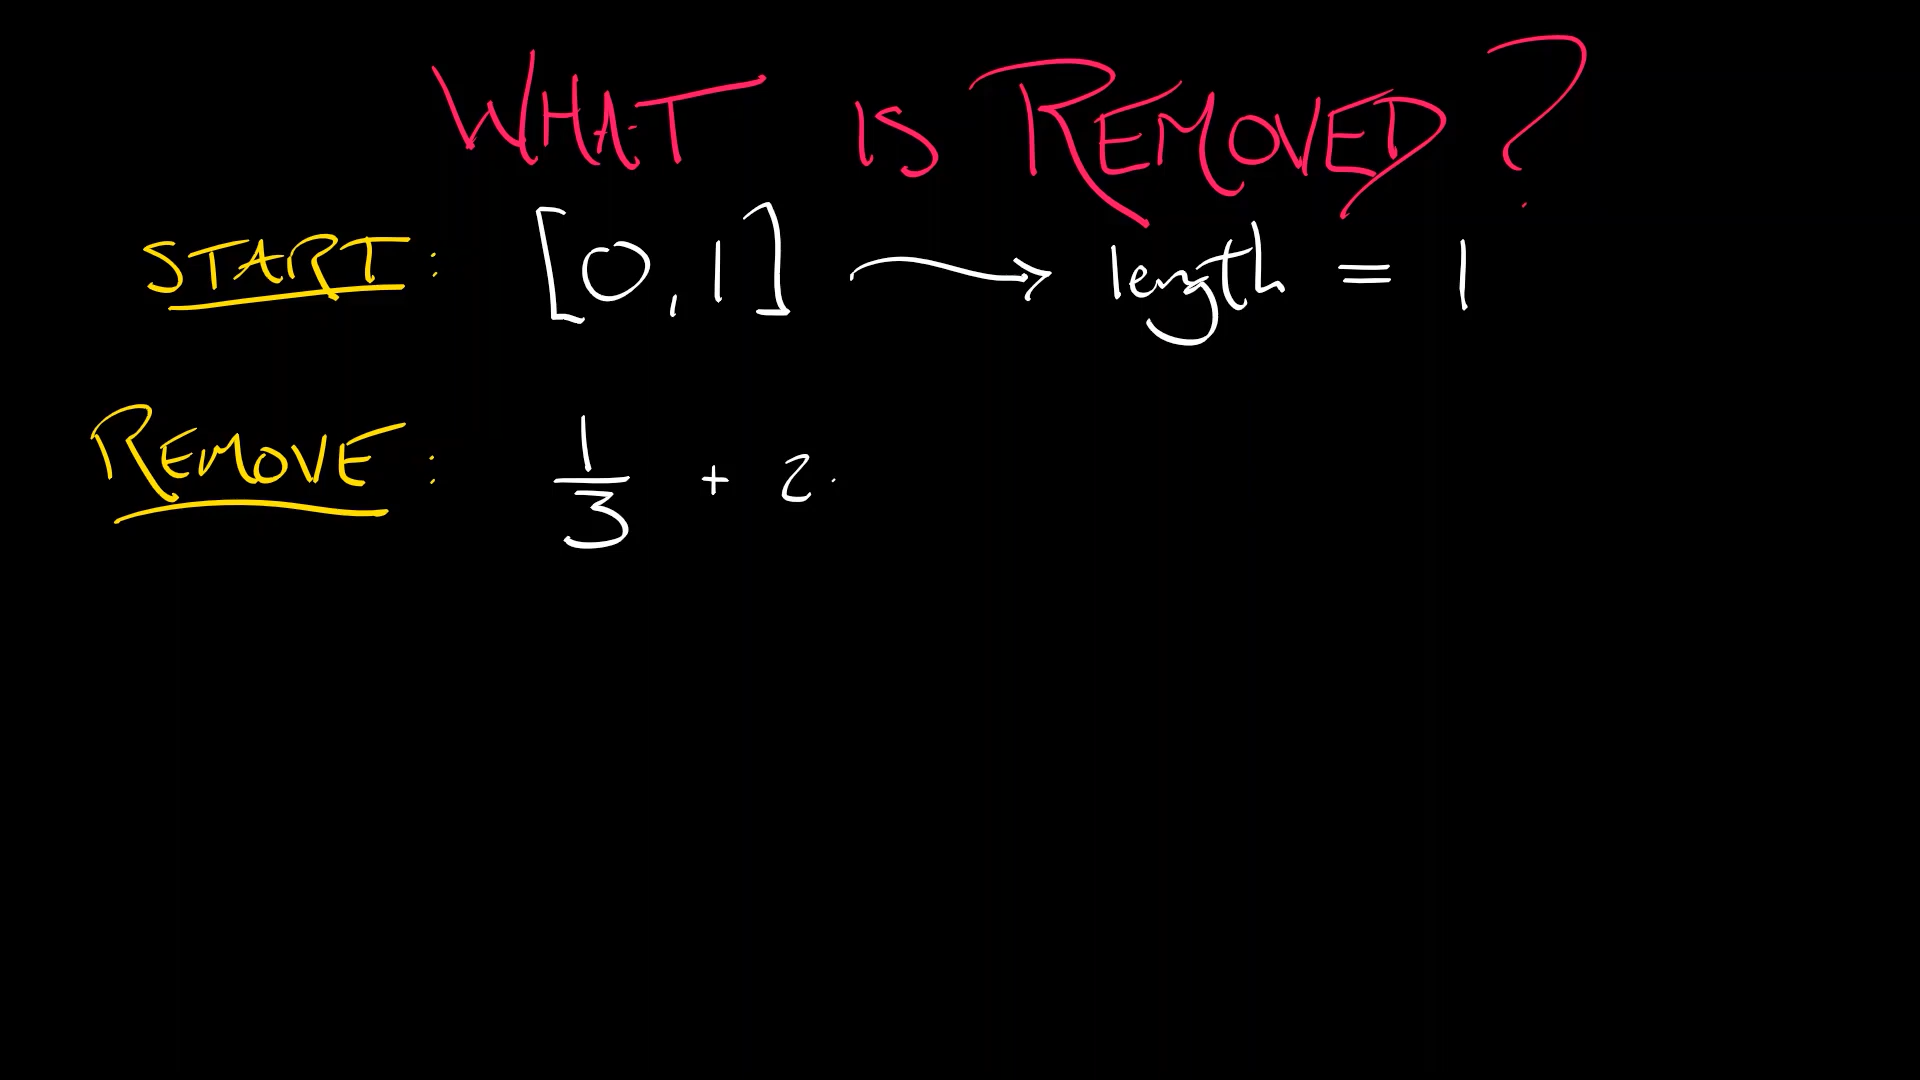 WHAT IS REMOVED?
START: [0,1] → length = 1
REMOVE: 1/3 + 2·